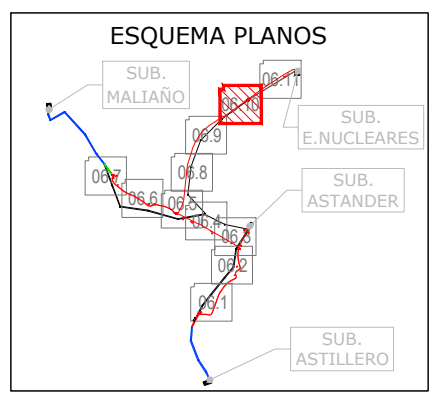 ESQUEMA PLANOS
SUB.
MALIAÑO
06.11
06.10
SUB.
E.NUCLEARES
06.9
06.8
06.7
SUB.
ASTANDER
06.6
06.5
06.4
06.3
06.2
06.1
SUB.
ASTILLERO